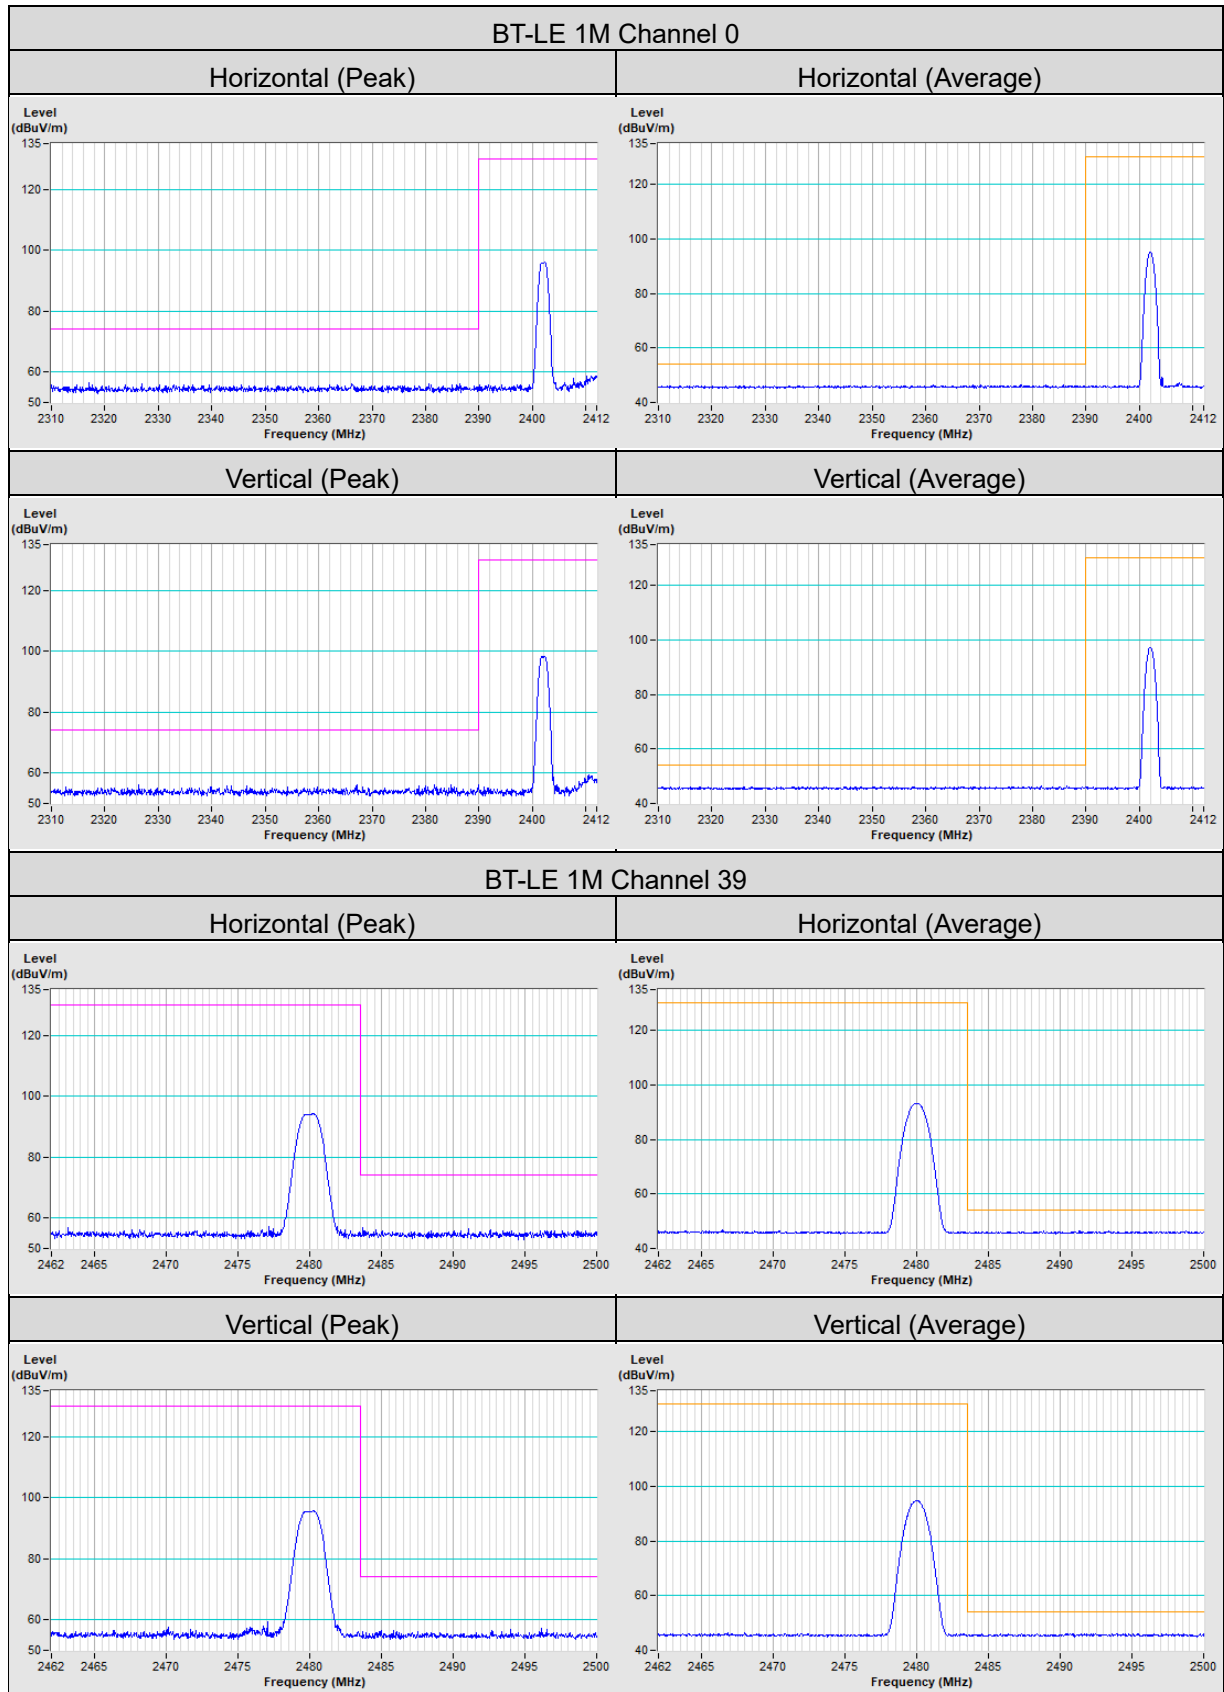 BT-LE 1M Channel 0
Horizontal (Peak) Horizontal (Average)
Level Level
(dBuV/m) (dBuV/m)
135 135
120 120
100 100
80 80
60 60
50 40
2310 2320 2330 2340 2350 2360 2370 2380 2390 2400 2412 2310 2320 2330 2340 2350 2360 2370 2380 2390 2400 2412
Frequency (MHz) Frequency (MHz)
Vertical (Peak) Vertical (Average)
Level Level
(dBuV/m) (dBuV/m)
135 135
120 120
100 100
80 80
60 60
50 40
2310 2320 2330 2340 2350 2360 2370 2380 2390 2400 2412 2310 2320 2330 2340 2350 2360 2370 2380 2390 2400 2412
Frequency (MHz) Frequency (MHz)
BT-LE 1M Channel 39
Horizontal (Peak) Horizontal (Average)
Level Level
(dBuV/m) (dBuV/m)
135 135
120 120
100 100
80 80
60 60
50 40
2462 2465 2470 2475 2480 2485 2490 2495 2500 2462 2465 2470 2475 2480 2485 2490 2495 2500
Frequency (MHz) Frequency (MHz)
Vertical (Peak) Vertical (Average)
Level Level
(dBuV/m) (dBuV/m)
135 135
120 120
100 100
80 80
60 60
50 40
2462 2465 2470 2475 2480 2485 2490 2495 2500 2462 2465 2470 2475 2480 2485 2490 2495 2500
Frequency (MHz) Frequency (MHz)